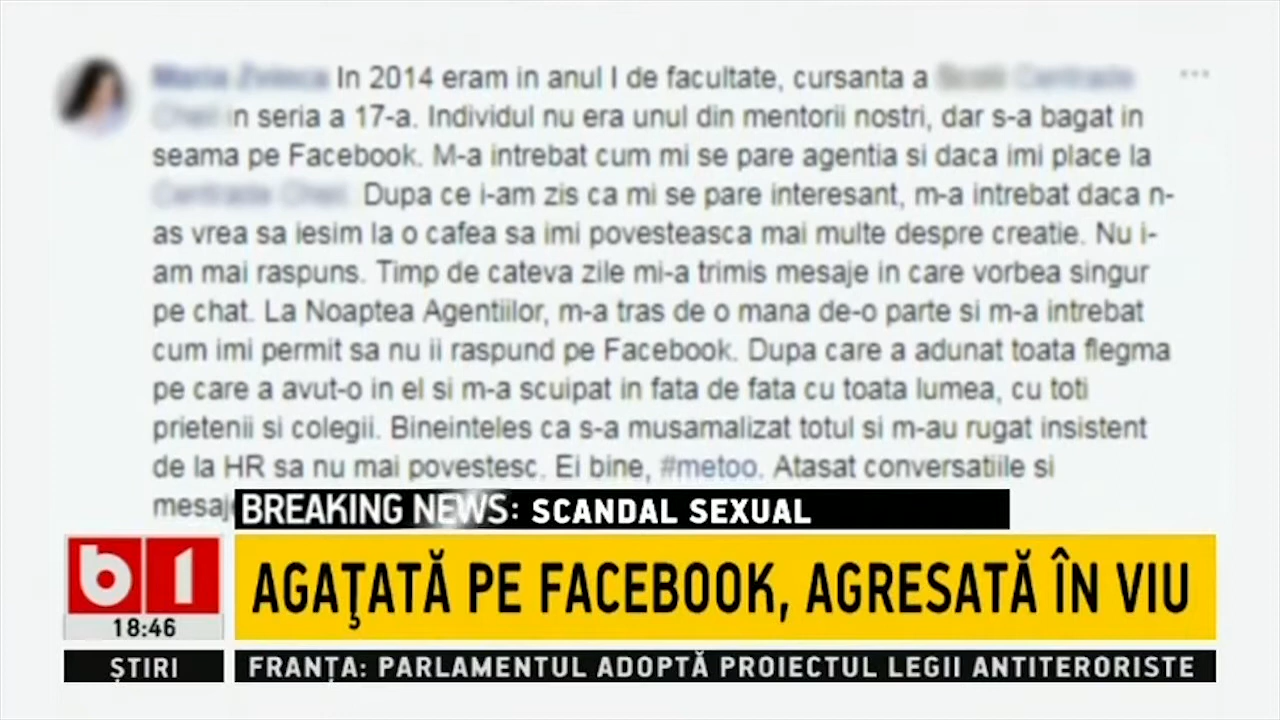 In 2014 eram in anul I de facultate, cursanta a
in seria a 17-a. Individul nu era unul din mentorii nostri, dar s-a bagat in
seama pe Facebook. M-a intrebat cum mi se pare agentia si daca imi place la
Dupa ce i-am zis ca mi se pare interesant, m-a intrebat daca n-
as vrea sa iesim la o cafea sa imi povesteasca mai multe despre creatie. Nu i-
am mai raspuns. Timp de cateva zile mi-a trimis mesaje in care vorbea singur
pe chat. La Noaptea Agentiilor, m-a tras de o mana de-o parte si m-a intrebat
cum imi permit sa nu ii raspund pe Facebook. Dupa care a adunat toata flegma
pe care a avut-o in el si m-a scuipat in fata de fata cu toata lumea, cu toti
prietenii si colegii. Bineinteles ca s-a musamalizat totul si m-au rugat insistent
de la HR sa nu mai povestesc. Ei bine, #metoo. Atasat conversatiile si
BREAKING NEWS: SCANDAL SEXUAL
b1
AGAŢATĂ PE FACEBOOK, AGRESATĂ ÎN VIU
18:46
ȘTIRI
FRANȚA: PARLAMENTUL ADOPTĂ PROIECTUL LEGII ANTITERORISTE